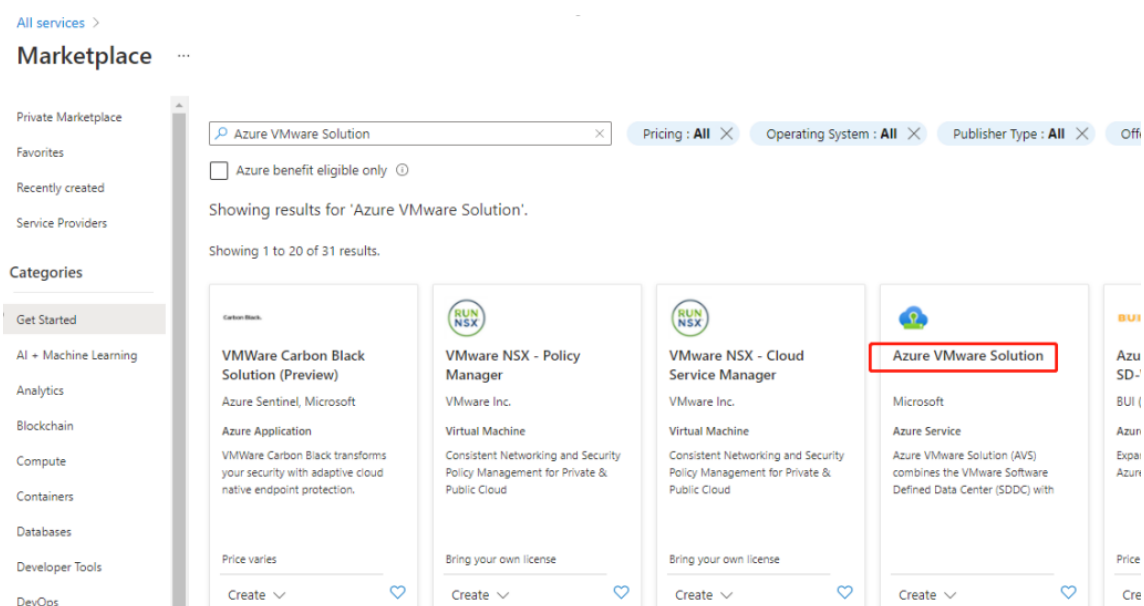 All services >
Marketplace ...
Private Marketplace
Favorites
Recently created
Service Providers
Categories
Get Started
AI + Machine Learning
Analytics
Blockchain
Compute
Containers
Databases
Developer Tools
DevOps
Azure VMware Solution
Pricing : All
Operating System : All
Publisher Type : All
Azure benefit eligible only
Showing results for 'Azure VMware Solution'.
Showing 1 to 20 of 31 results.
Carbon Black.
VMWare Carbon Black
Solution (Preview)
Azure Sentinel, Microsoft
Azure Application
VMWare Carbon Black transforms
your security with adaptive cloud
native endpoint protection.
Price varies
Create
RUN
NSX
VMware NSX - Policy
Manager
VMware Inc.
Virtual Machine
Consistent Networking and Security
Policy Management for Private &
Public Cloud
Bring your own license
Create
RUN
NSX
VMware NSX - Cloud
Service Manager
VMware Inc.
Virtual Machine
Consistent Networking and Security
Policy Management for Private &
Public Cloud
Bring your own license
Create
Azure VMware Solution
Microsoft
Azure Service
Azure VMware Solution (AVS)
combines the VMware Software
Defined Data Center (SDDC) with
Create
BUI
BUI (
Price